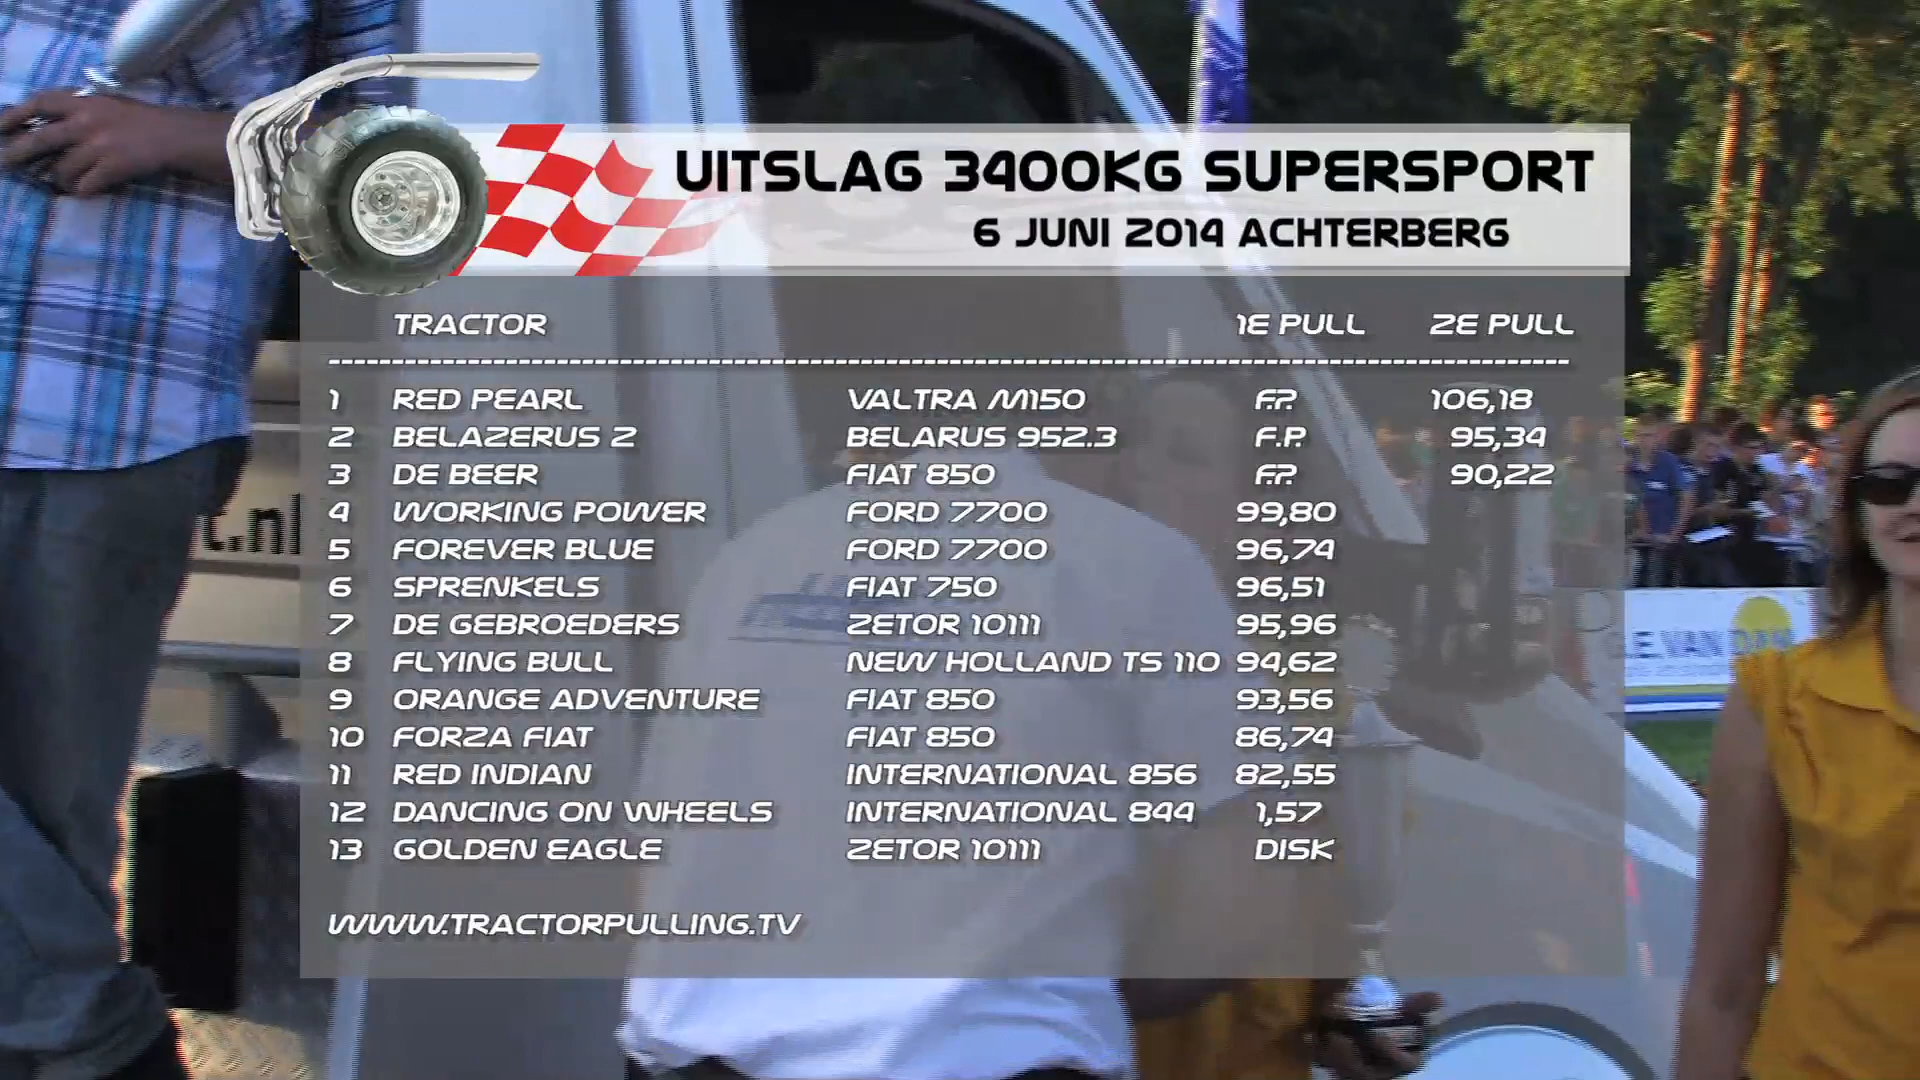 UITSLAG 3400KG SUPERSPORT
6 JUNI 2014 ACHTERBERG
TRACTOR 1E PULL 2E PULL
1 RED PEARL VALTRA M150 F.P. 106,18
2 BELAZERUS 2 BELARUS 952.3 F.P. 95,34
3 DE BEER FIAT 850 F.P. 90,22
4 WORKING POWER FORD 7700 99,80
5 FOREVER BLUE FORD 7700 96,74
6 SPRENKELS FIAT 750 96,51
7 DE GEBROEDERS ZETOR 10111 95,96
8 FLYING BULL NEW HOLLAND TS 110 94,62
9 ORANGE ADVENTURE FIAT 850 93,56
10 FORZA FIAT FIAT 850 86,74
11 RED INDIAN INTERNATIONAL 856 82,55
12 DANCING ON WHEELS INTERNATIONAL 844 1,57
13 GOLDEN EAGLE ZETOR 10111 DISK
WWW.TRACTORPULLING.TV
t.nl
G.E. VAN DAM